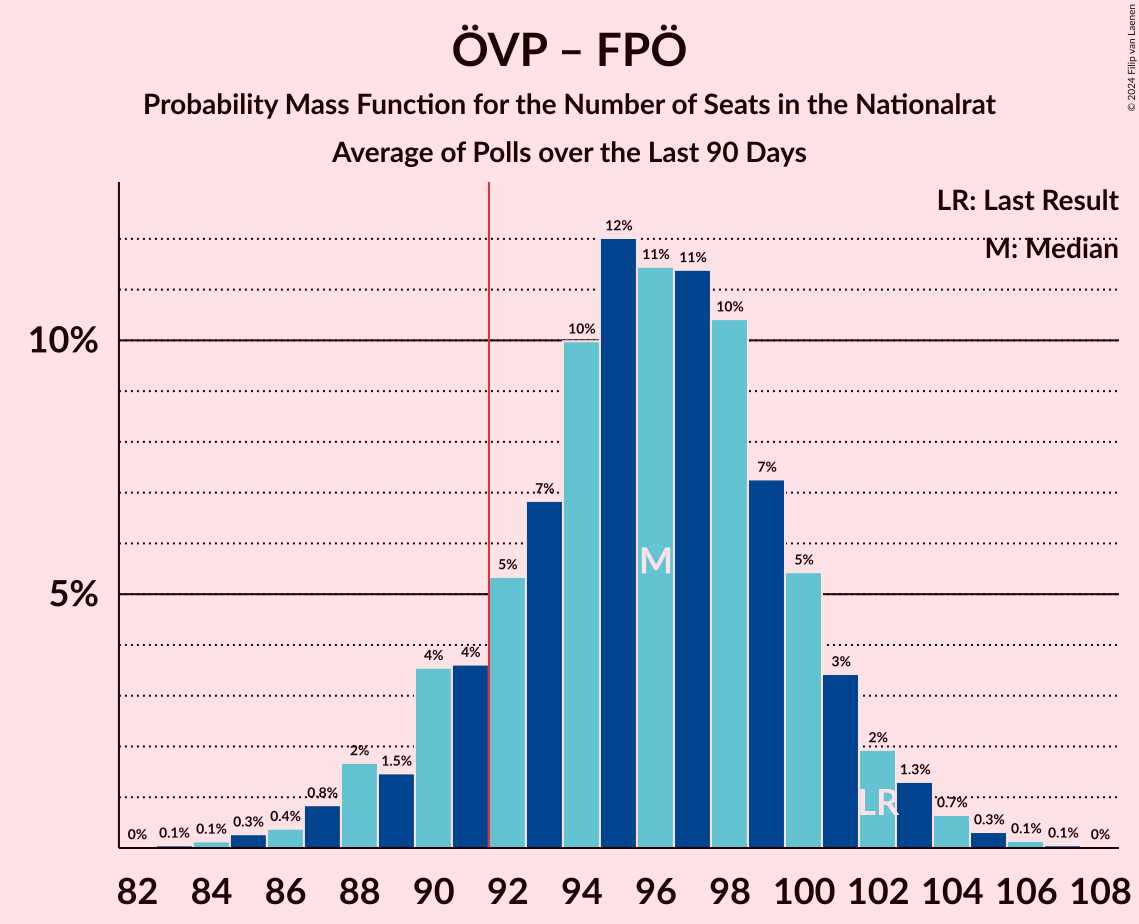 ÖVP – FPÖ
Probability Mass Function for the Number of Seats in the Nationalrat
Average of Polls over the Last 90 Days
© 2024 Filip van Laenen
LR: Last Result
M: Median
10%
5%
0% 0.1% 0.1% 0.3% 0.4% 0.8% 2% 1.5% 4% 4% 5% 7% 10% 12% 11% 11% 10% 7% 5% 3% 2% 1.3% 0.7% 0.3% 0.1% 0.1% 0%
M
LR
82 84 86 88 90 92 94 96 98 100 102 104 106 108